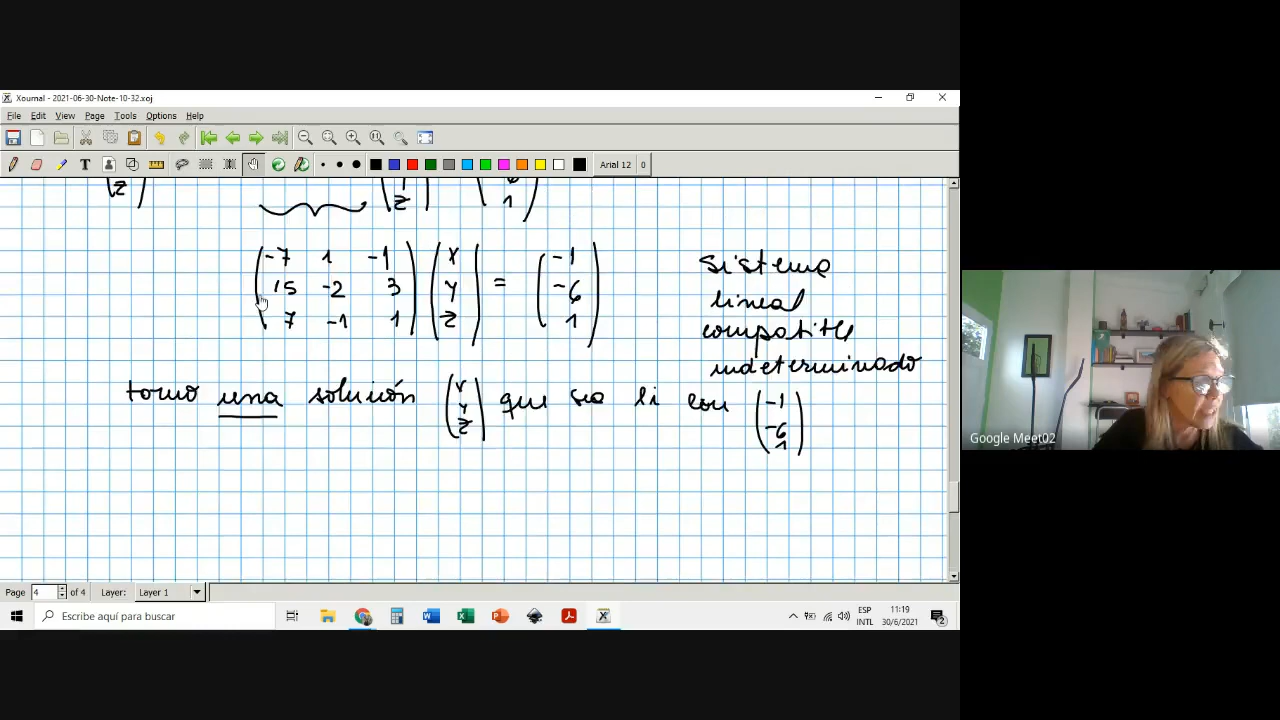 Xournal - 2021-06-30-Note-10-32.xoj
File Edit View Page Tools Options Help
T Arial 12 0
z z 1
-7 1 -1 x = -1
15 -2 3 y -6
7 -1 1 z 1
sistema
lineal
compatible
indeterminado
tomo una solución (x y z) que sea li con (-1 -6 1)
Google Meet02
Page 4 of 4 Layer: Layer 1
Escribe aquí para buscar
ESP
INTL
11:19
30/6/2021
2